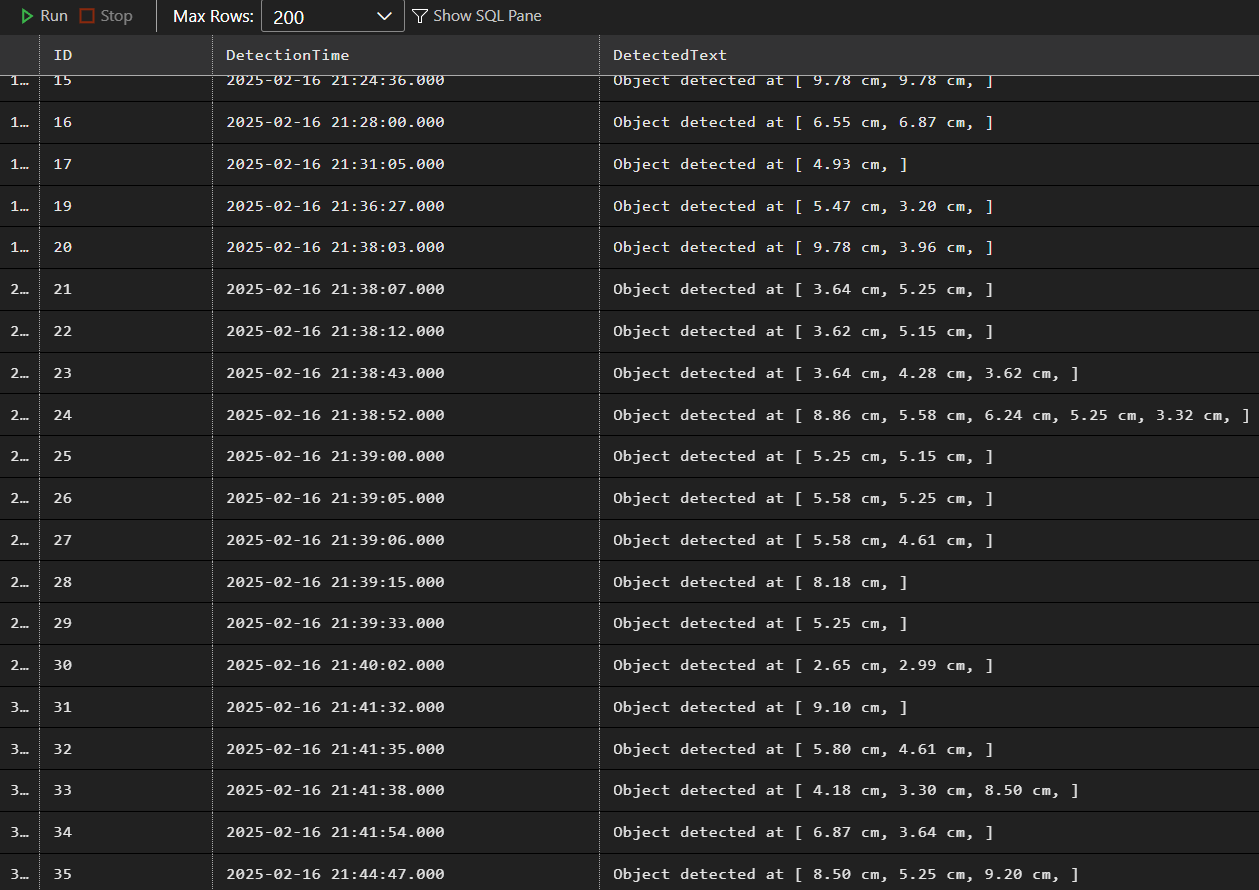 Run Stop Max Rows: 200 Show SQL Pane
ID DetectionTime DetectedText
1… 15 2025-02-16 21:24:36.000 Object detected at [ 9.78 cm, 9.78 cm, ]
1… 16 2025-02-16 21:28:00.000 Object detected at [ 6.55 cm, 6.87 cm, ]
1… 17 2025-02-16 21:31:05.000 Object detected at [ 4.93 cm, ]
1… 19 2025-02-16 21:36:27.000 Object detected at [ 5.47 cm, 3.20 cm, ]
1… 20 2025-02-16 21:38:03.000 Object detected at [ 9.78 cm, 3.96 cm, ]
2… 21 2025-02-16 21:38:07.000 Object detected at [ 3.64 cm, 5.25 cm, ]
2… 22 2025-02-16 21:38:12.000 Object detected at [ 3.62 cm, 5.15 cm, ]
2… 23 2025-02-16 21:38:43.000 Object detected at [ 3.64 cm, 4.28 cm, 3.62 cm, ]
2… 24 2025-02-16 21:38:52.000 Object detected at [ 8.86 cm, 5.58 cm, 6.24 cm, 5.25 cm, 3.32 cm, ]
2… 25 2025-02-16 21:39:00.000 Object detected at [ 5.25 cm, 5.15 cm, ]
2… 26 2025-02-16 21:39:05.000 Object detected at [ 5.58 cm, 5.25 cm, ]
2… 27 2025-02-16 21:39:06.000 Object detected at [ 5.58 cm, 4.61 cm, ]
2… 28 2025-02-16 21:39:15.000 Object detected at [ 8.18 cm, ]
2… 29 2025-02-16 21:39:33.000 Object detected at [ 5.25 cm, ]
2… 30 2025-02-16 21:40:02.000 Object detected at [ 2.65 cm, 2.99 cm, ]
3… 31 2025-02-16 21:41:32.000 Object detected at [ 9.10 cm, ]
3… 32 2025-02-16 21:41:35.000 Object detected at [ 5.80 cm, 4.61 cm, ]
3… 33 2025-02-16 21:41:38.000 Object detected at [ 4.18 cm, 3.30 cm, 8.50 cm, ]
3… 34 2025-02-16 21:41:54.000 Object detected at [ 6.87 cm, 3.64 cm, ]
3… 35 2025-02-16 21:44:47.000 Object detected at [ 8.50 cm, 5.25 cm, 9.20 cm, ]